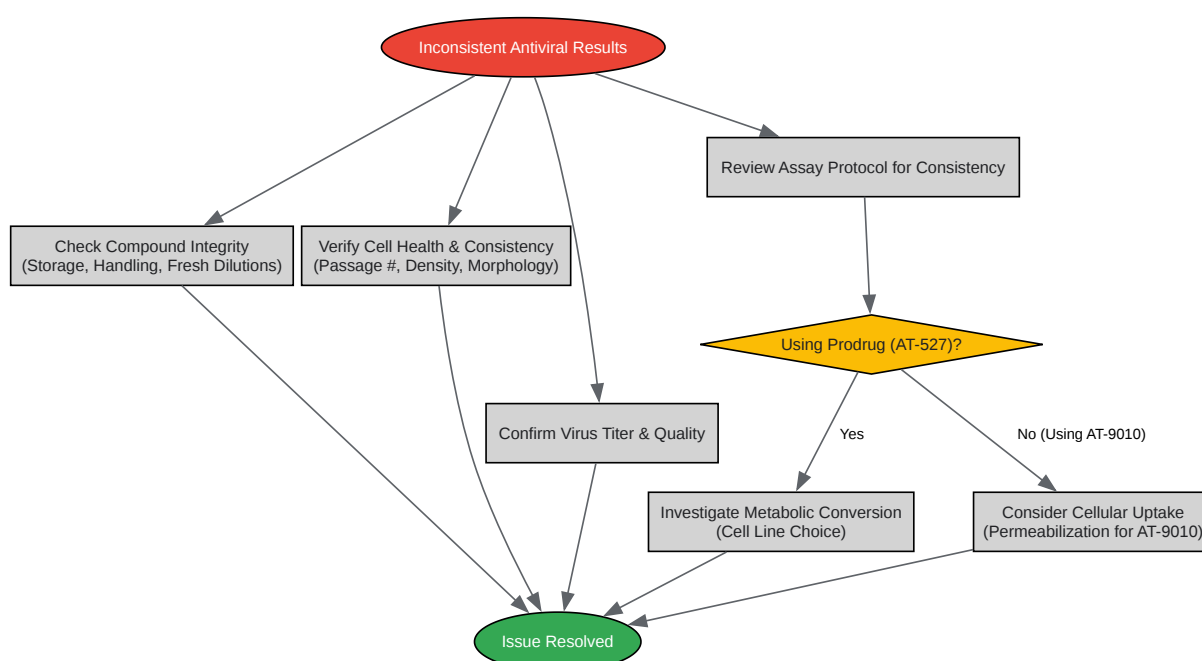 Inconsistent Antiviral Results
Review Assay Protocol for Consistency
Check Compound Integrity
(Storage, Handling, Fresh Dilutions)
Verify Cell Health & Consistency
(Passage #, Density, Morphology)
Using Prodrug (AT-527)?
Confirm Virus Titer & Quality
Yes
No (Using AT-9010)
Investigate Metabolic Conversion
(Cell Line Choice)
Consider Cellular Uptake
(Permeabilization for AT-9010)
Issue Resolved